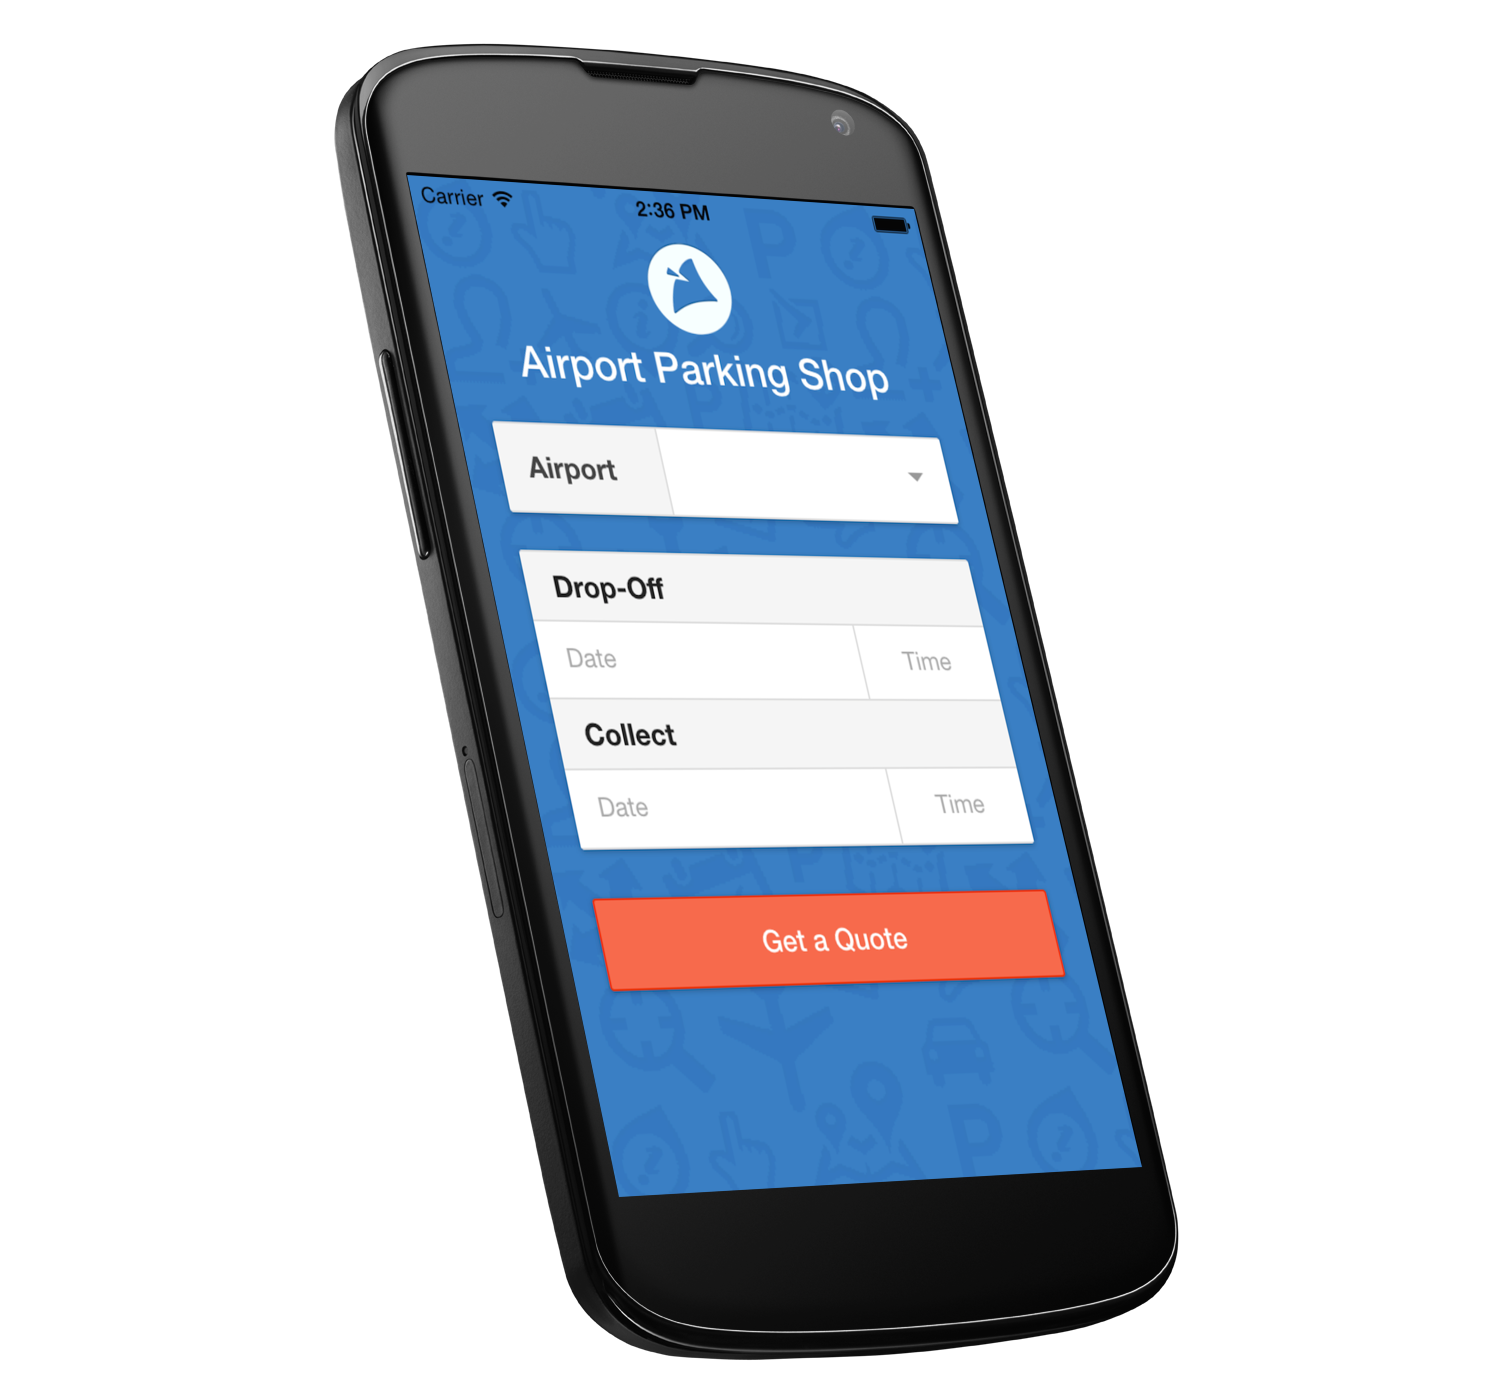 Carrier
2:36 PM
Airport Parking Shop
Airport
Drop-Off
Date Time
Collect
Date Time
Get a Quote